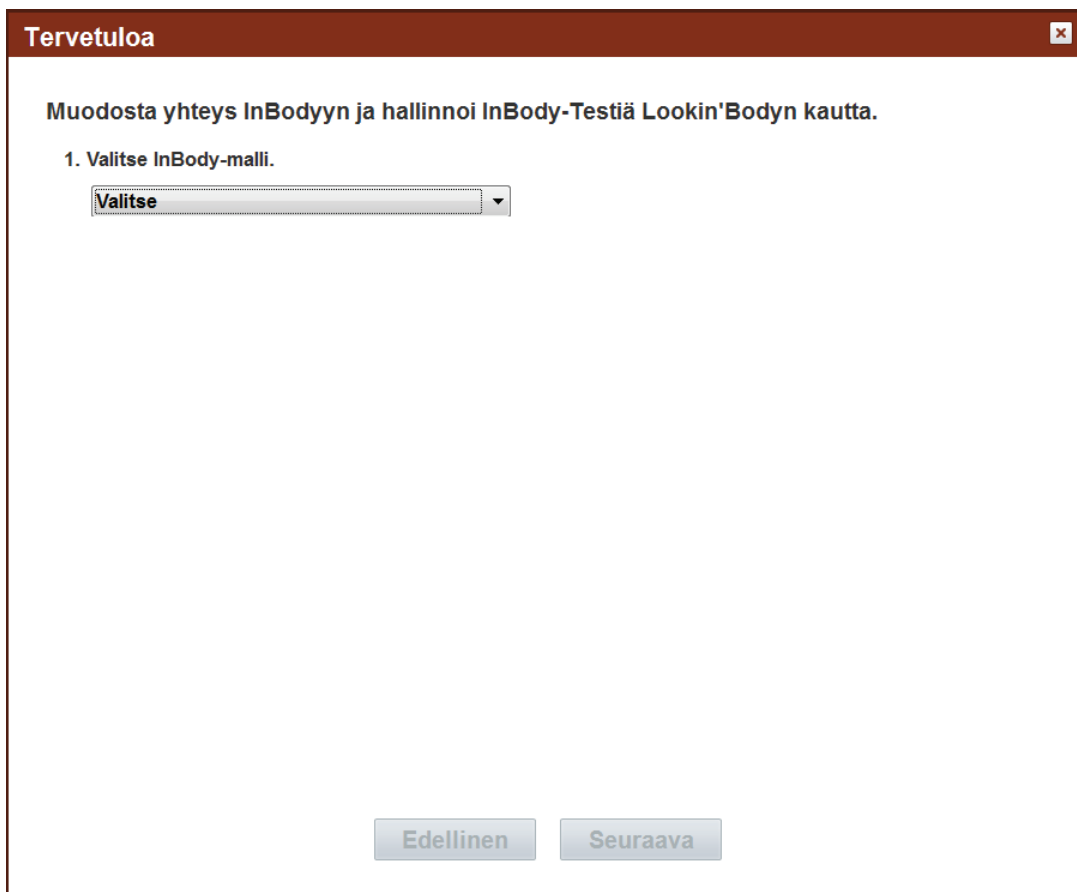 Tervetuloa
Muodosta yhteys InBodyyn ja hallinnoi InBody-Testiä Lookin'Bodyn kautta.
1. Valitse InBody-malli.
Valitse
Edellinen
Seuraava